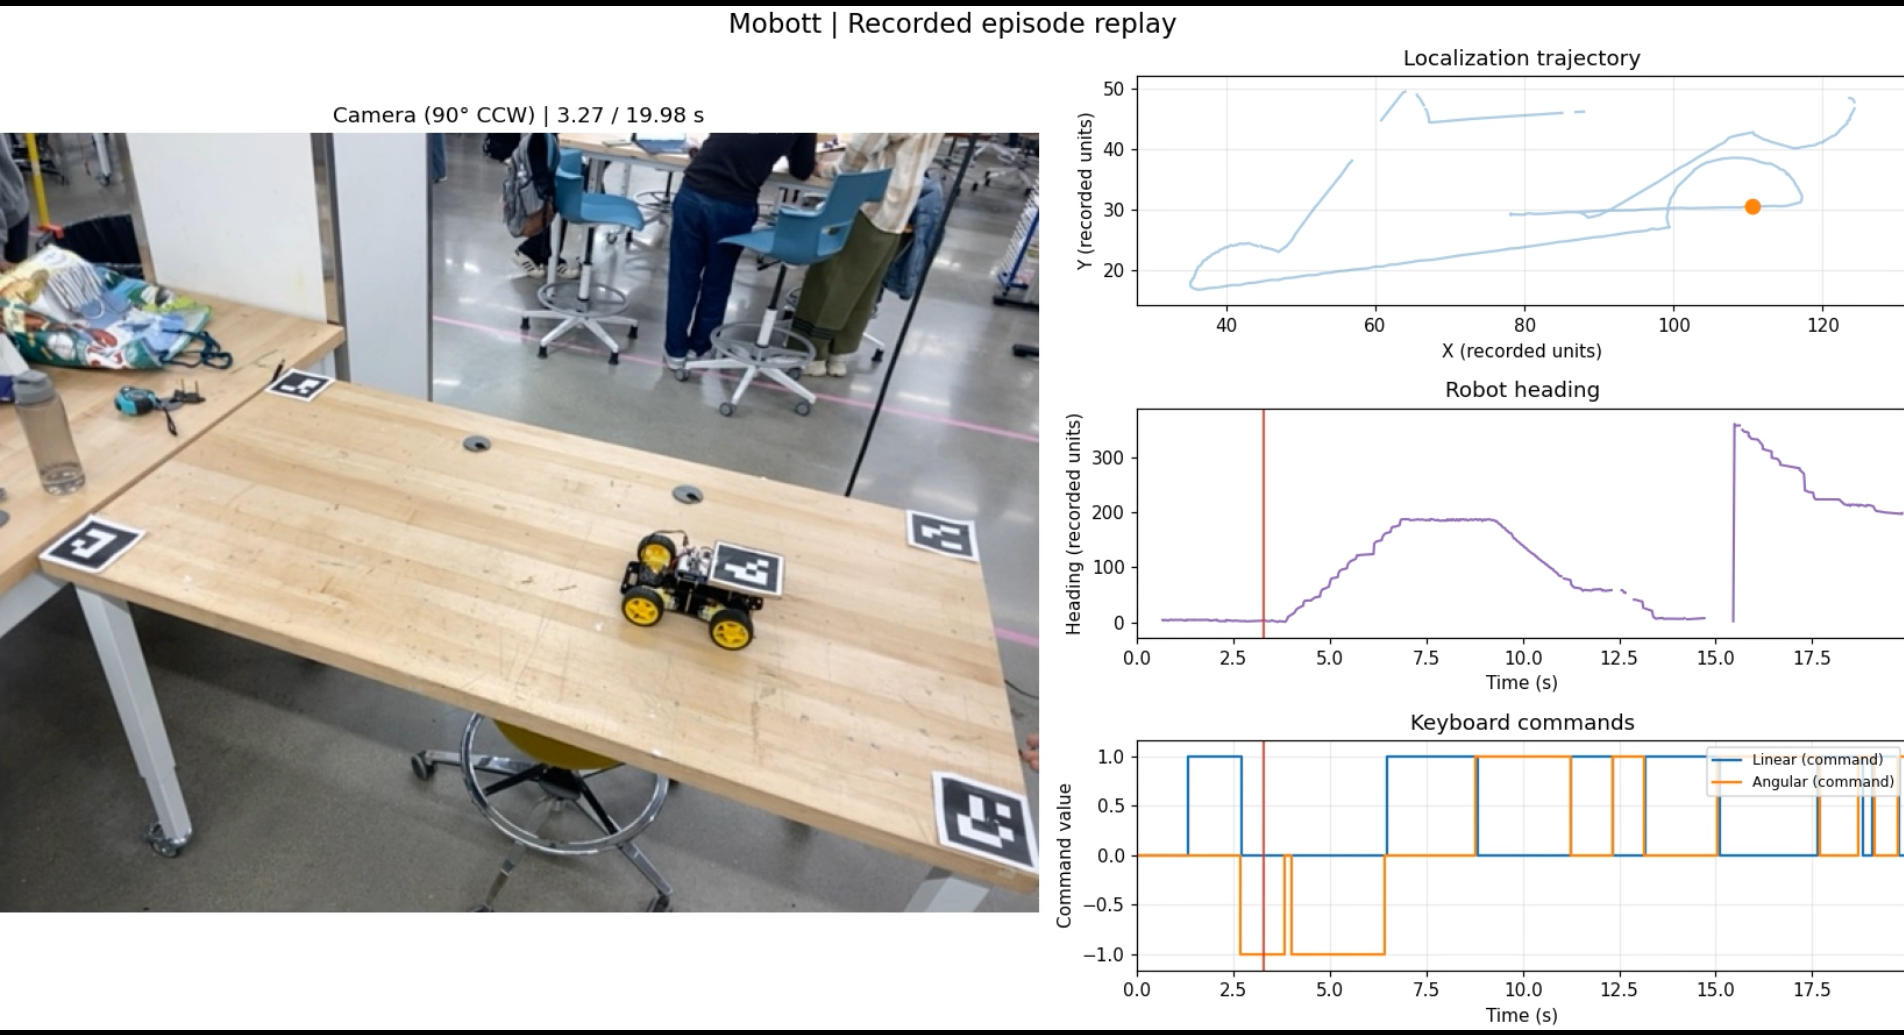 Mobott | Recorded episode replay
Camera (90° CCW) | 3.27 / 19.98 s
Localization trajectory
Y (recorded units)
50
40
30
20
40
60
80
100
120
X (recorded units)
Robot heading
Heading (recorded units)
300
200
100
0
0.0
2.5
5.0
7.5
10.0
12.5
15.0
17.5
Time (s)
Keyboard commands
Command value
1.0
0.5
0.0
−0.5
−1.0
Linear (command)
Angular (command)
0.0
2.5
5.0
7.5
10.0
12.5
15.0
17.5
Time (s)